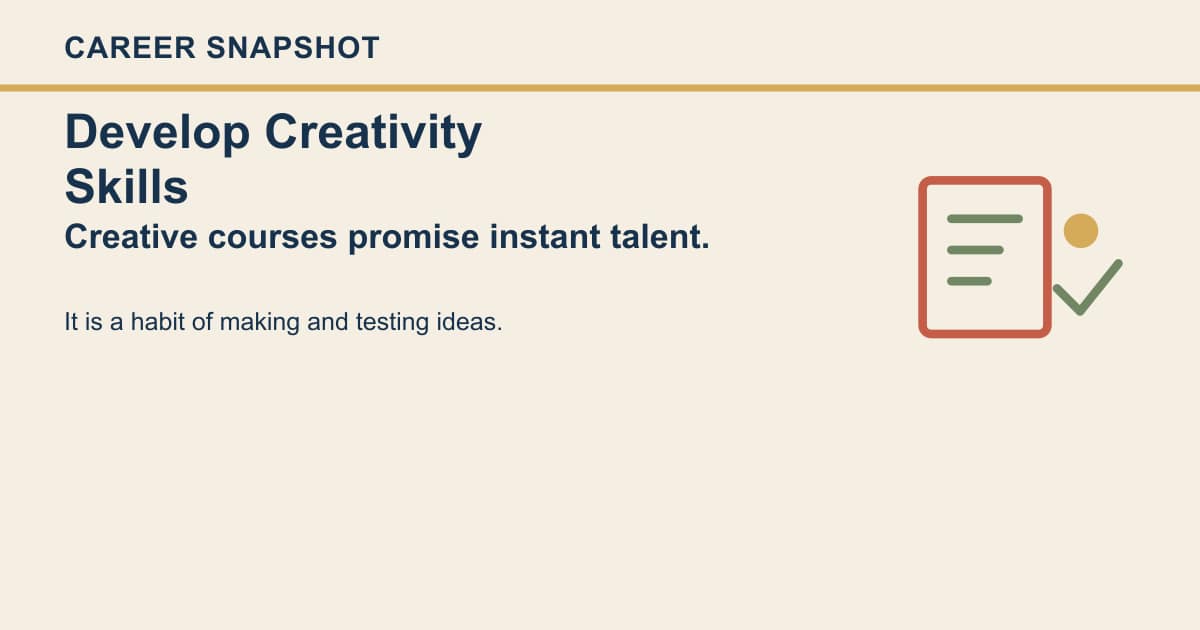 CAREER SNAPSHOT
Develop Creativity
Skills
Creative courses promise instant talent.
It is a habit of making and testing ideas.